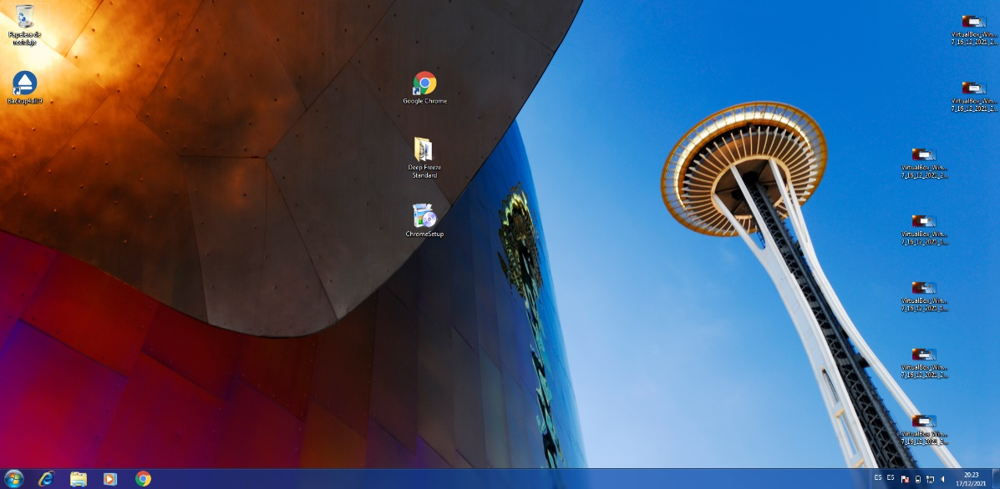 Papelera de
reciclaje
Backup4all 9
Google Chrome
Deep Freeze
Standard
ChromeSetup
VirtualBox_Win...
7_16_12_2021_2...
VirtualBox_Win...
7_16_12_2021_2...
VirtualBox_Win...
7_16_12_2021_2...
VirtualBox_Win...
7_16_12_2021_1...
VirtualBox_Win...
7_16_12_2021_1...
VirtualBox_Win...
7_16_12_2021_2...
VirtualBox_Win...
7_16_12_2021_2...
ES ES
20:23
17/12/2021